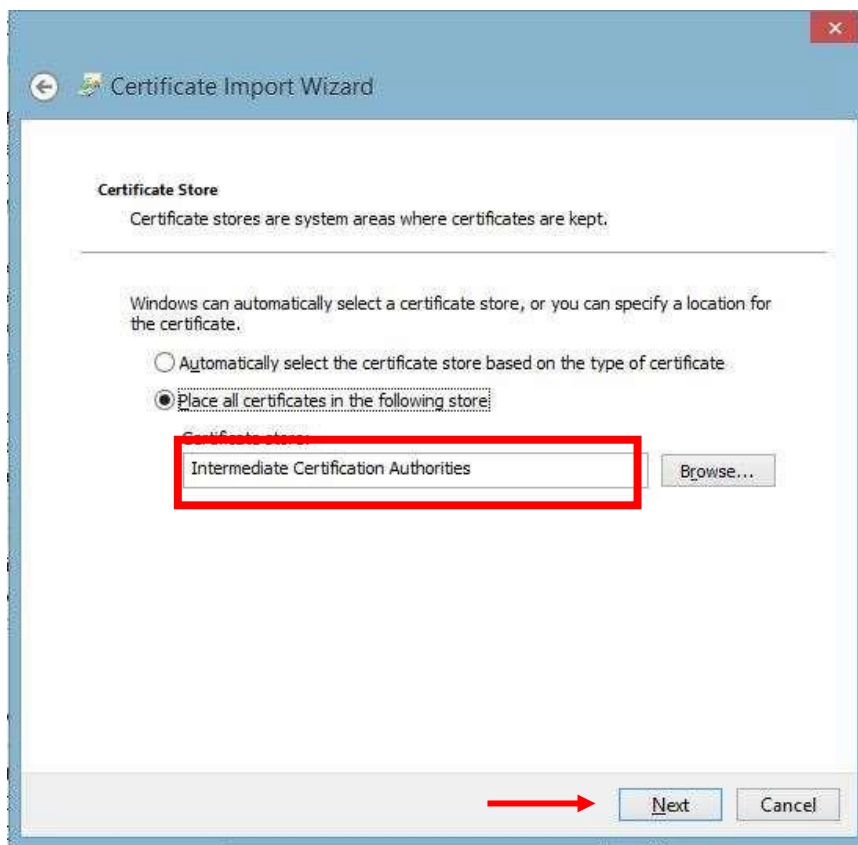 Certificate Import Wizard
Certificate Store
Certificate stores are system areas where certificates are kept.
Windows can automatically select a certificate store, or you can specify a location for
the certificate.
Automatically select the certificate store based on the type of certificate
Place all certificates in the following store
Certificate store:
Intermediate Certification Authorities
Browse...
Next
Cancel